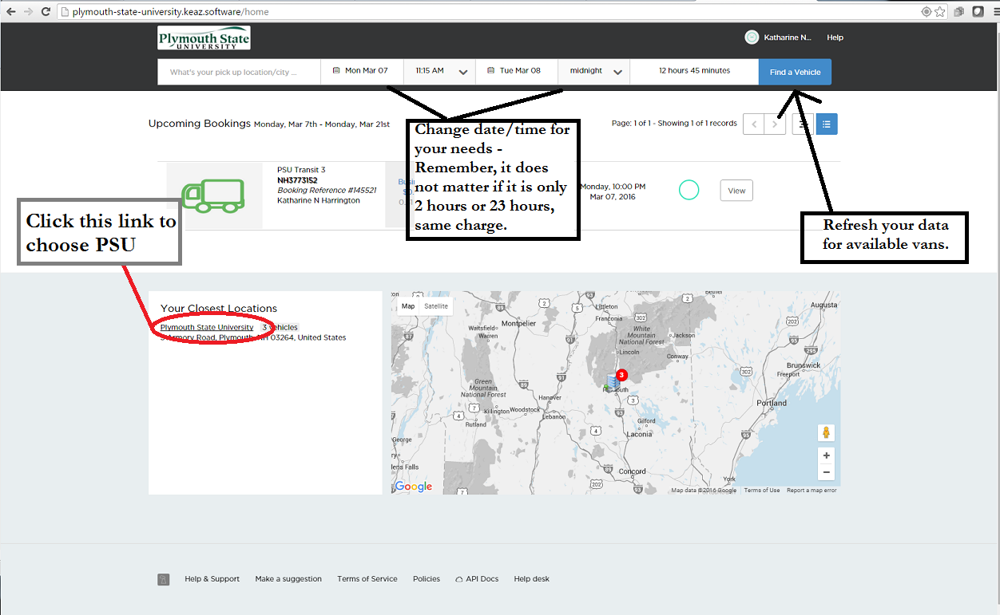 plymouth-state-university.keaz.software/home
Plymouth State
UNIVERSITY
Katharine N...
Help
What's your pick up location/city ...
Mon Mar 07
11:15 AM
Tue Mar 08
midnight
12 hours 45 minutes
Find a Vehicle
Upcoming Bookings Monday, Mar 7th - Monday, Mar 21st
Page: 1 of 1 - Showing 1 of 1 records
Change date/time for
your needs -
Remember, it does
not matter if it is only
2 hours or 23 hours,
same charge.
PSU Transit 3
NH3773152
Booking Reference #145521
Katharine N Harrington
Monday, 10:00 PM
Mar 07, 2016
View
Click this link to
choose PSU
Refresh your data
for available vans.
Your Closest Locations
Plymouth State University 3 vehicles
Armory Road, Plymouth, NH 03264, United States
Map
Satellite
Littleton
Augusta
Montpelier
Franconia
Waitsfield
Warren
White
Mountain
National Forest
Jackson
Lincoln
Conway
Brunswick
Freeport
Green
Mountain
National Forest
3
Hanover
Portland
Killington
Woodstock
Lebanon
Rutland
Gilford
Laconia
George
Concord
York
Google
Map data ©2016 Google
Terms of Use
Report a map error
Help & Support
Make a suggestion
Terms of Service
Policies
API Docs
Help desk